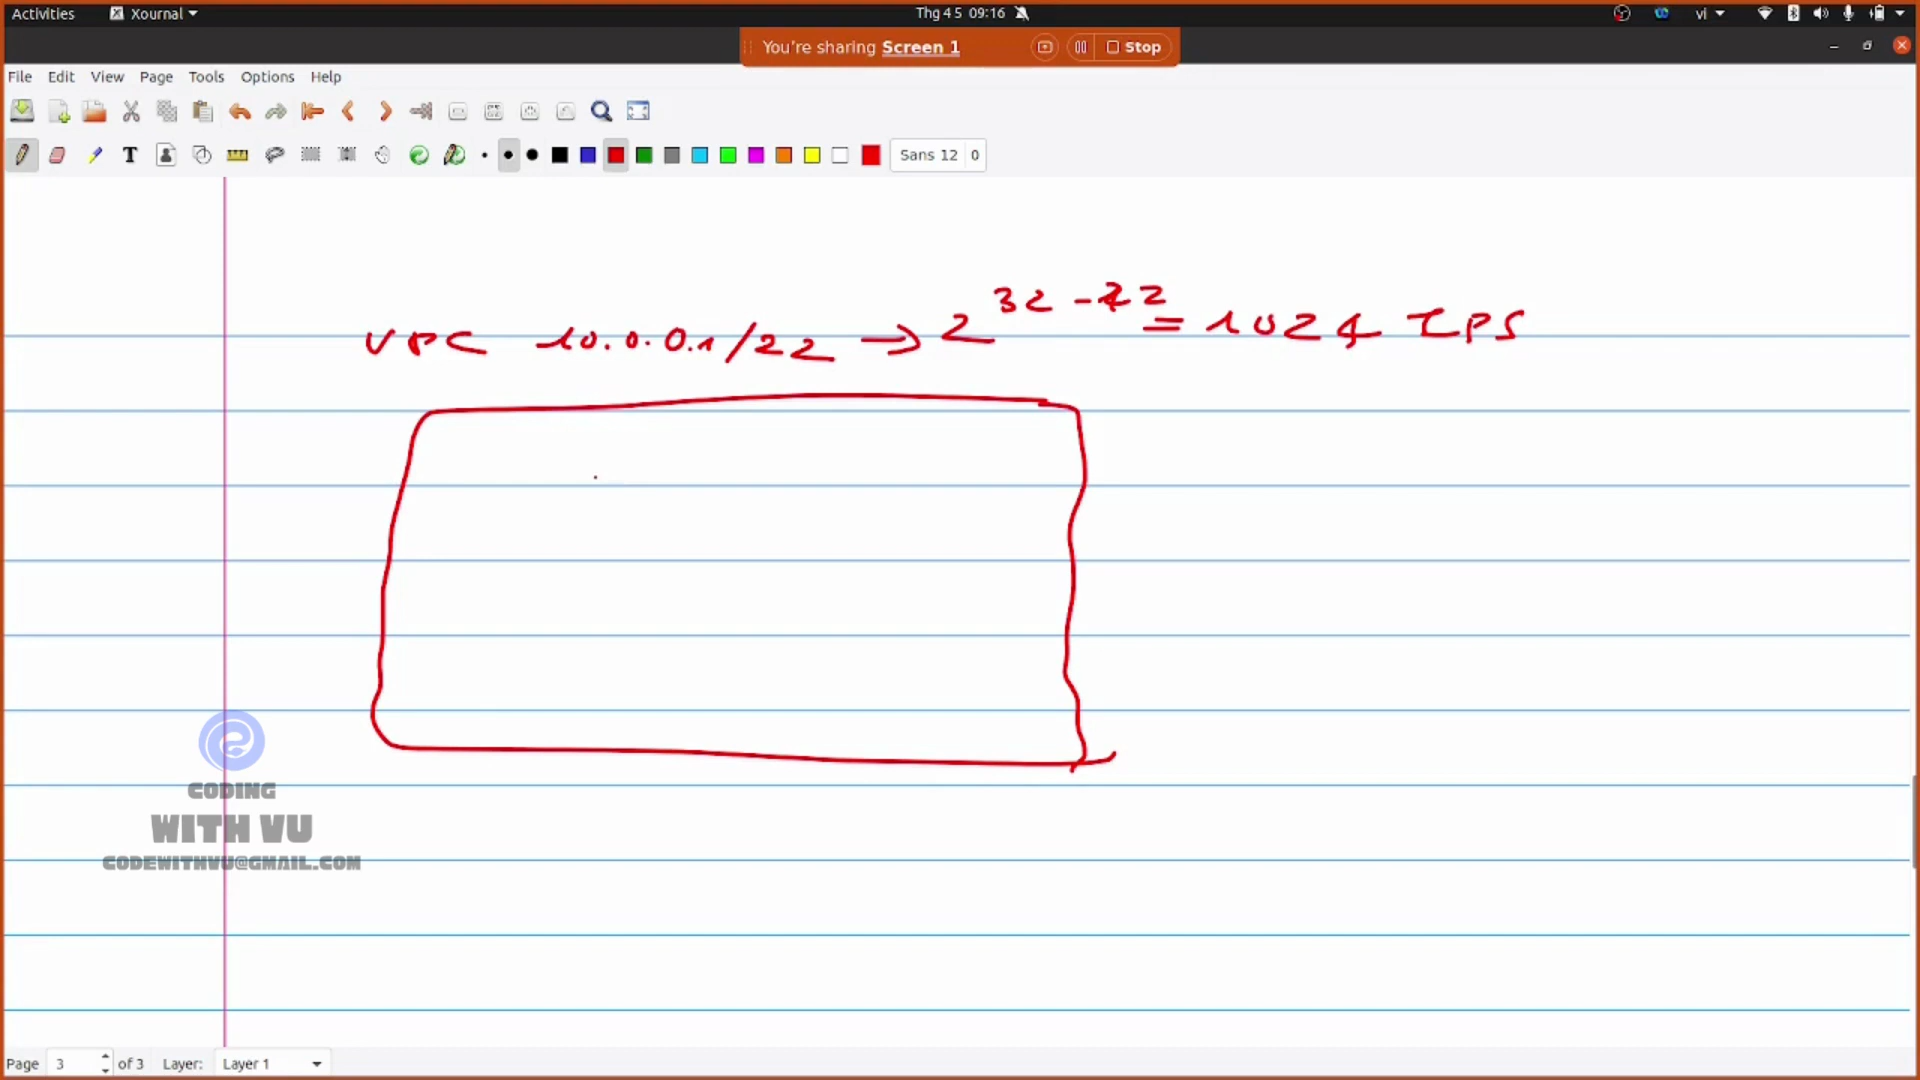 Activities Xournal Thg 4 5 09:16 vi
You're sharing Screen 1 Stop
File Edit View Page Tools Options Help
T Sans 12 0
VPC 10.0.0.1/22 → 2^32-22 = 1024 IPS
CODING
WITH VU
CODEWITHVU@GMAIL.COM
Page 3 of 3 Layer: Layer 1